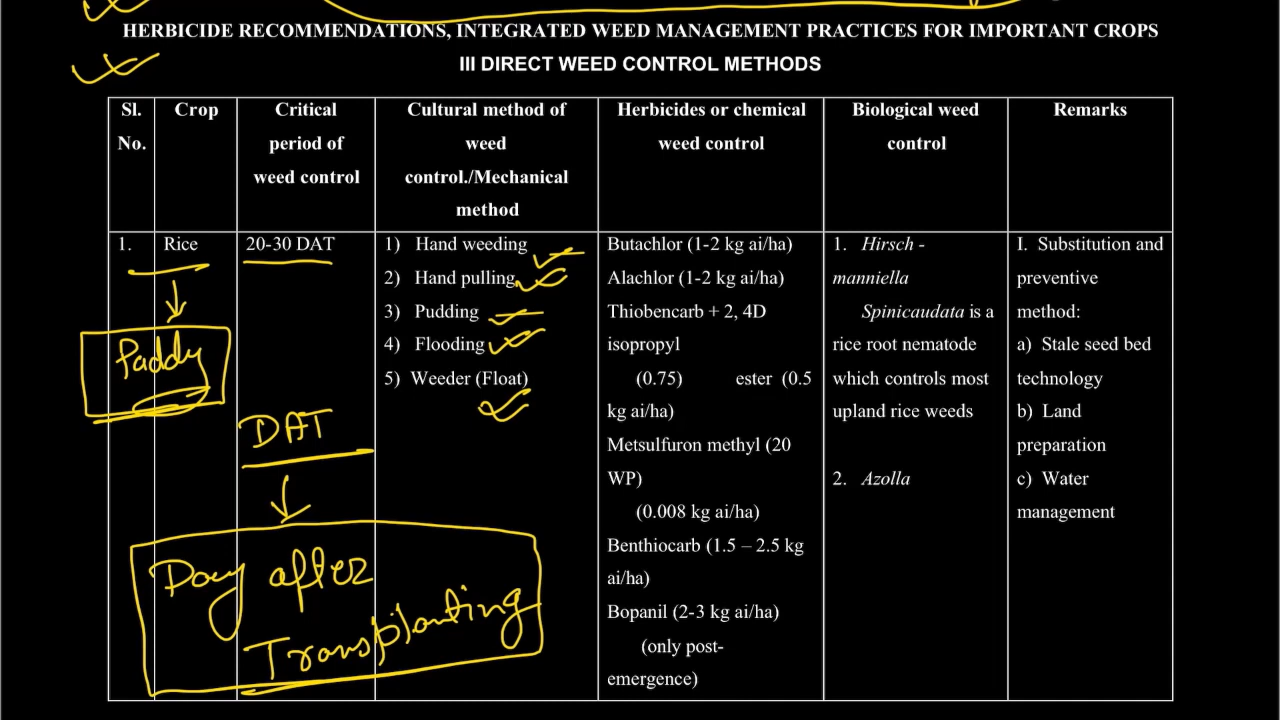 HERBICIDE RECOMMENDATIONS, INTEGRATED WEED MANAGEMENT PRACTICES FOR IMPORTANT CROPS
III DIRECT WEED CONTROL METHODS
Sl.
No.
Crop
Critical
period of
weed control
Cultural method of
weed
control./Mechanical
method
Herbicides or chemical
weed control
Biological weed
control
Remarks
1.
Rice
Paddy
20-30 DAT
DAT
Day after
Transplanting
1) Hand weeding
2) Hand pulling
3) Pudding
4) Flooding
5) Weeder (Float)
Butachlor (1-2 kg ai/ha)
Alachlor (1-2 kg ai/ha)
Thiobencarb + 2, 4D
isopropyl
(0.75) ester (0.5
kg ai/ha)
Metsulfuron methyl (20
WP)
(0.008 kg ai/ha)
Benthiocarb (1.5 – 2.5 kg
ai/ha)
Bopanil (2-3 kg ai/ha)
(only post-
emergence)
1. Hirsch -
manniella
Spinicaudata is a
rice root nematode
which controls most
upland rice weeds
2. Azolla
I. Substitution and
preventive
method:
a) Stale seed bed
technology
b) Land
preparation
c) Water
management